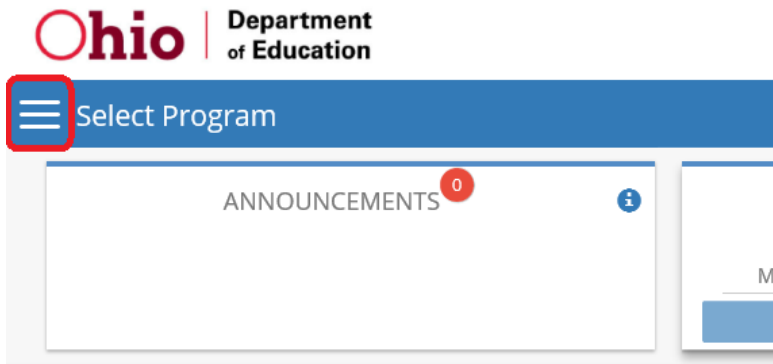 Ohio Department
of Education
Select Program
ANNOUNCEMENTS 0
M